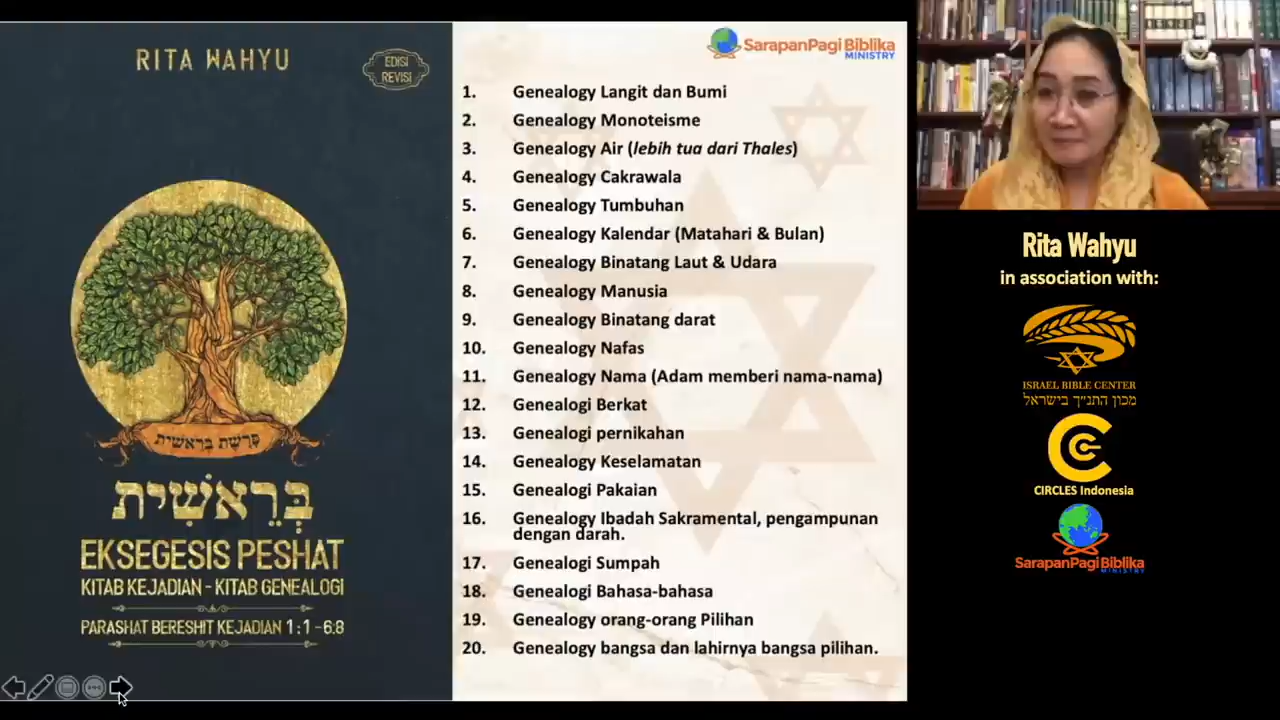 RITA WAHYU
EDISI
REVISI
פָּרָשַׁת בְּרֵאשִׁית
בְּרֵאשִׁית
EKSEGESIS PESHAT
KITAB KEJADIAN - KITAB GENEALOGI
PARASHAT BERESHIT KEJADIAN 1:1 - 6:8
SarapanPagi Biblika
MINISTRY
1. Genealogy Langit dan Bumi
2. Genealogy Monoteisme
3. Genealogy Air (lebih tua dari Thales)
4. Genealogy Cakrawala
5. Genealogy Tumbuhan
6. Genealogy Kalendar (Matahari & Bulan)
7. Genealogy Binatang Laut & Udara
8. Genealogy Manusia
9. Genealogy Binatang darat
10. Genealogy Nafas
11. Genealogy Nama (Adam memberi nama-nama)
12. Genealogi Berkat
13. Genealogi pernikahan
14. Genealogy Keselamatan
15. Genealogi Pakaian
16. Genealogy Ibadah Sakramental, pengampunan
dengan darah.
17. Genealogi Sumpah
18. Genealogi Bahasa-bahasa
19. Genealogy orang-orang Pilihan
20. Genealogy bangsa dan lahirnya bangsa pilihan.
Rita Wahyu
in association with:
ISRAEL BIBLE CENTER
מכון התנ״ך בישראל
CIRCLES Indonesia
SarapanPagi Biblika
MINISTRY